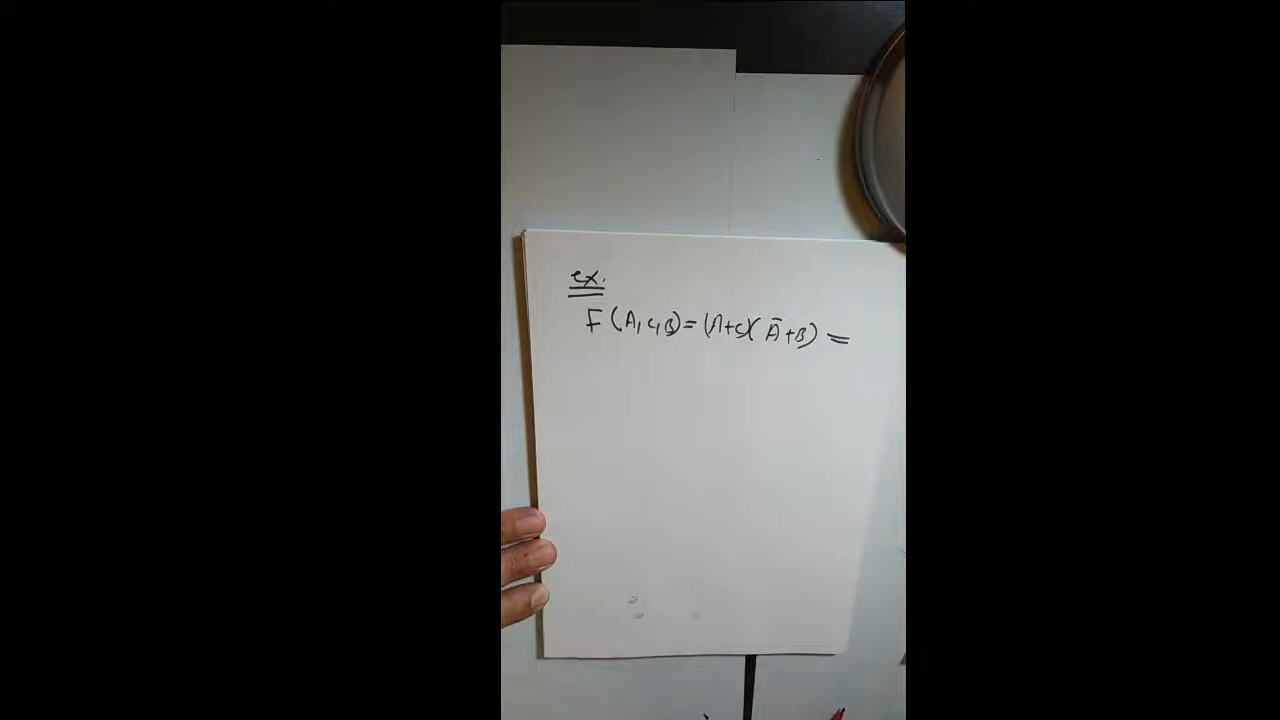 ex.
F(A,C,B)=(A+C)(Ā+B) =